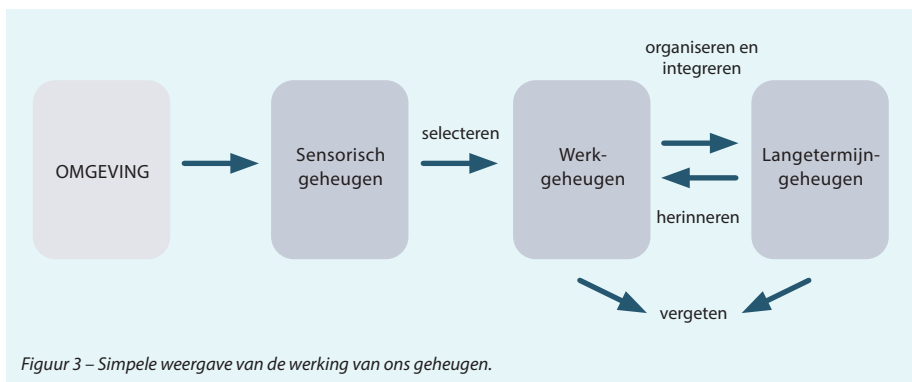 organiseren en
integreren
OMGEVING
Sensorisch
geheugen
selecteren
Werk-
geheugen
Langetermijn-
geheugen
herinneren
vergeten
Figuur 3 – Simpele weergave van de werking van ons geheugen.